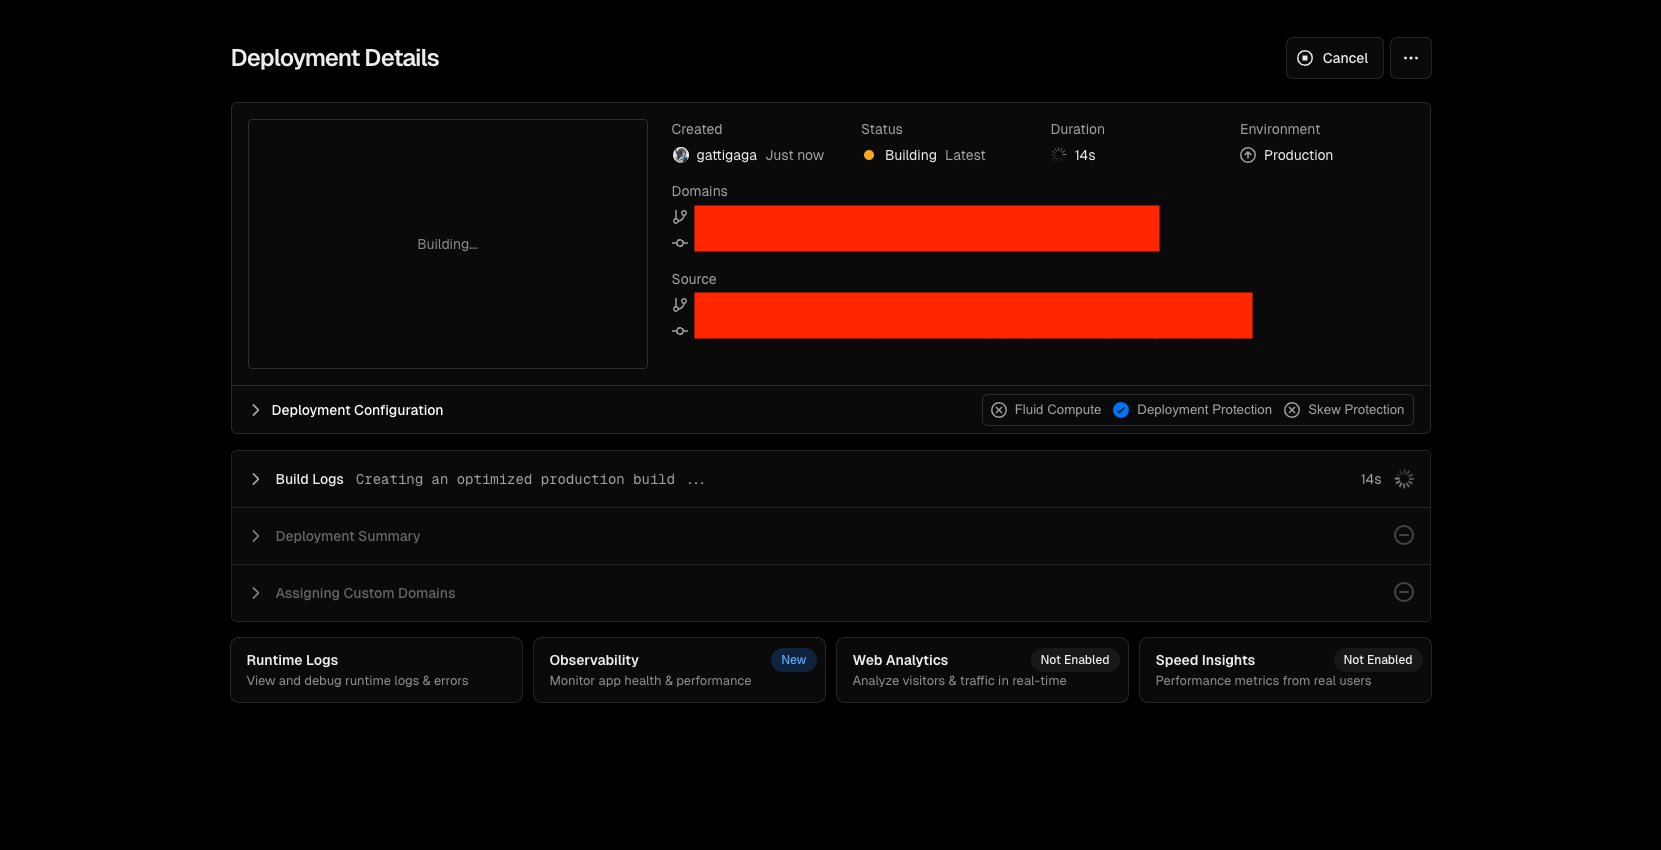 Deployment Details
Cancel
Created
gattigaga Just now
Status
Building Latest
Duration
14s
Environment
Production
Building...
Domains
Source
Deployment Configuration
Fluid Compute
Deployment Protection
Skew Protection
Build Logs Creating an optimized production build ...
14s
Deployment Summary
Assigning Custom Domains
Runtime Logs
View and debug runtime logs & errors
Observability
New
Monitor app health & performance
Web Analytics
Not Enabled
Analyze visitors & traffic in real-time
Speed Insights
Not Enabled
Performance metrics from real users